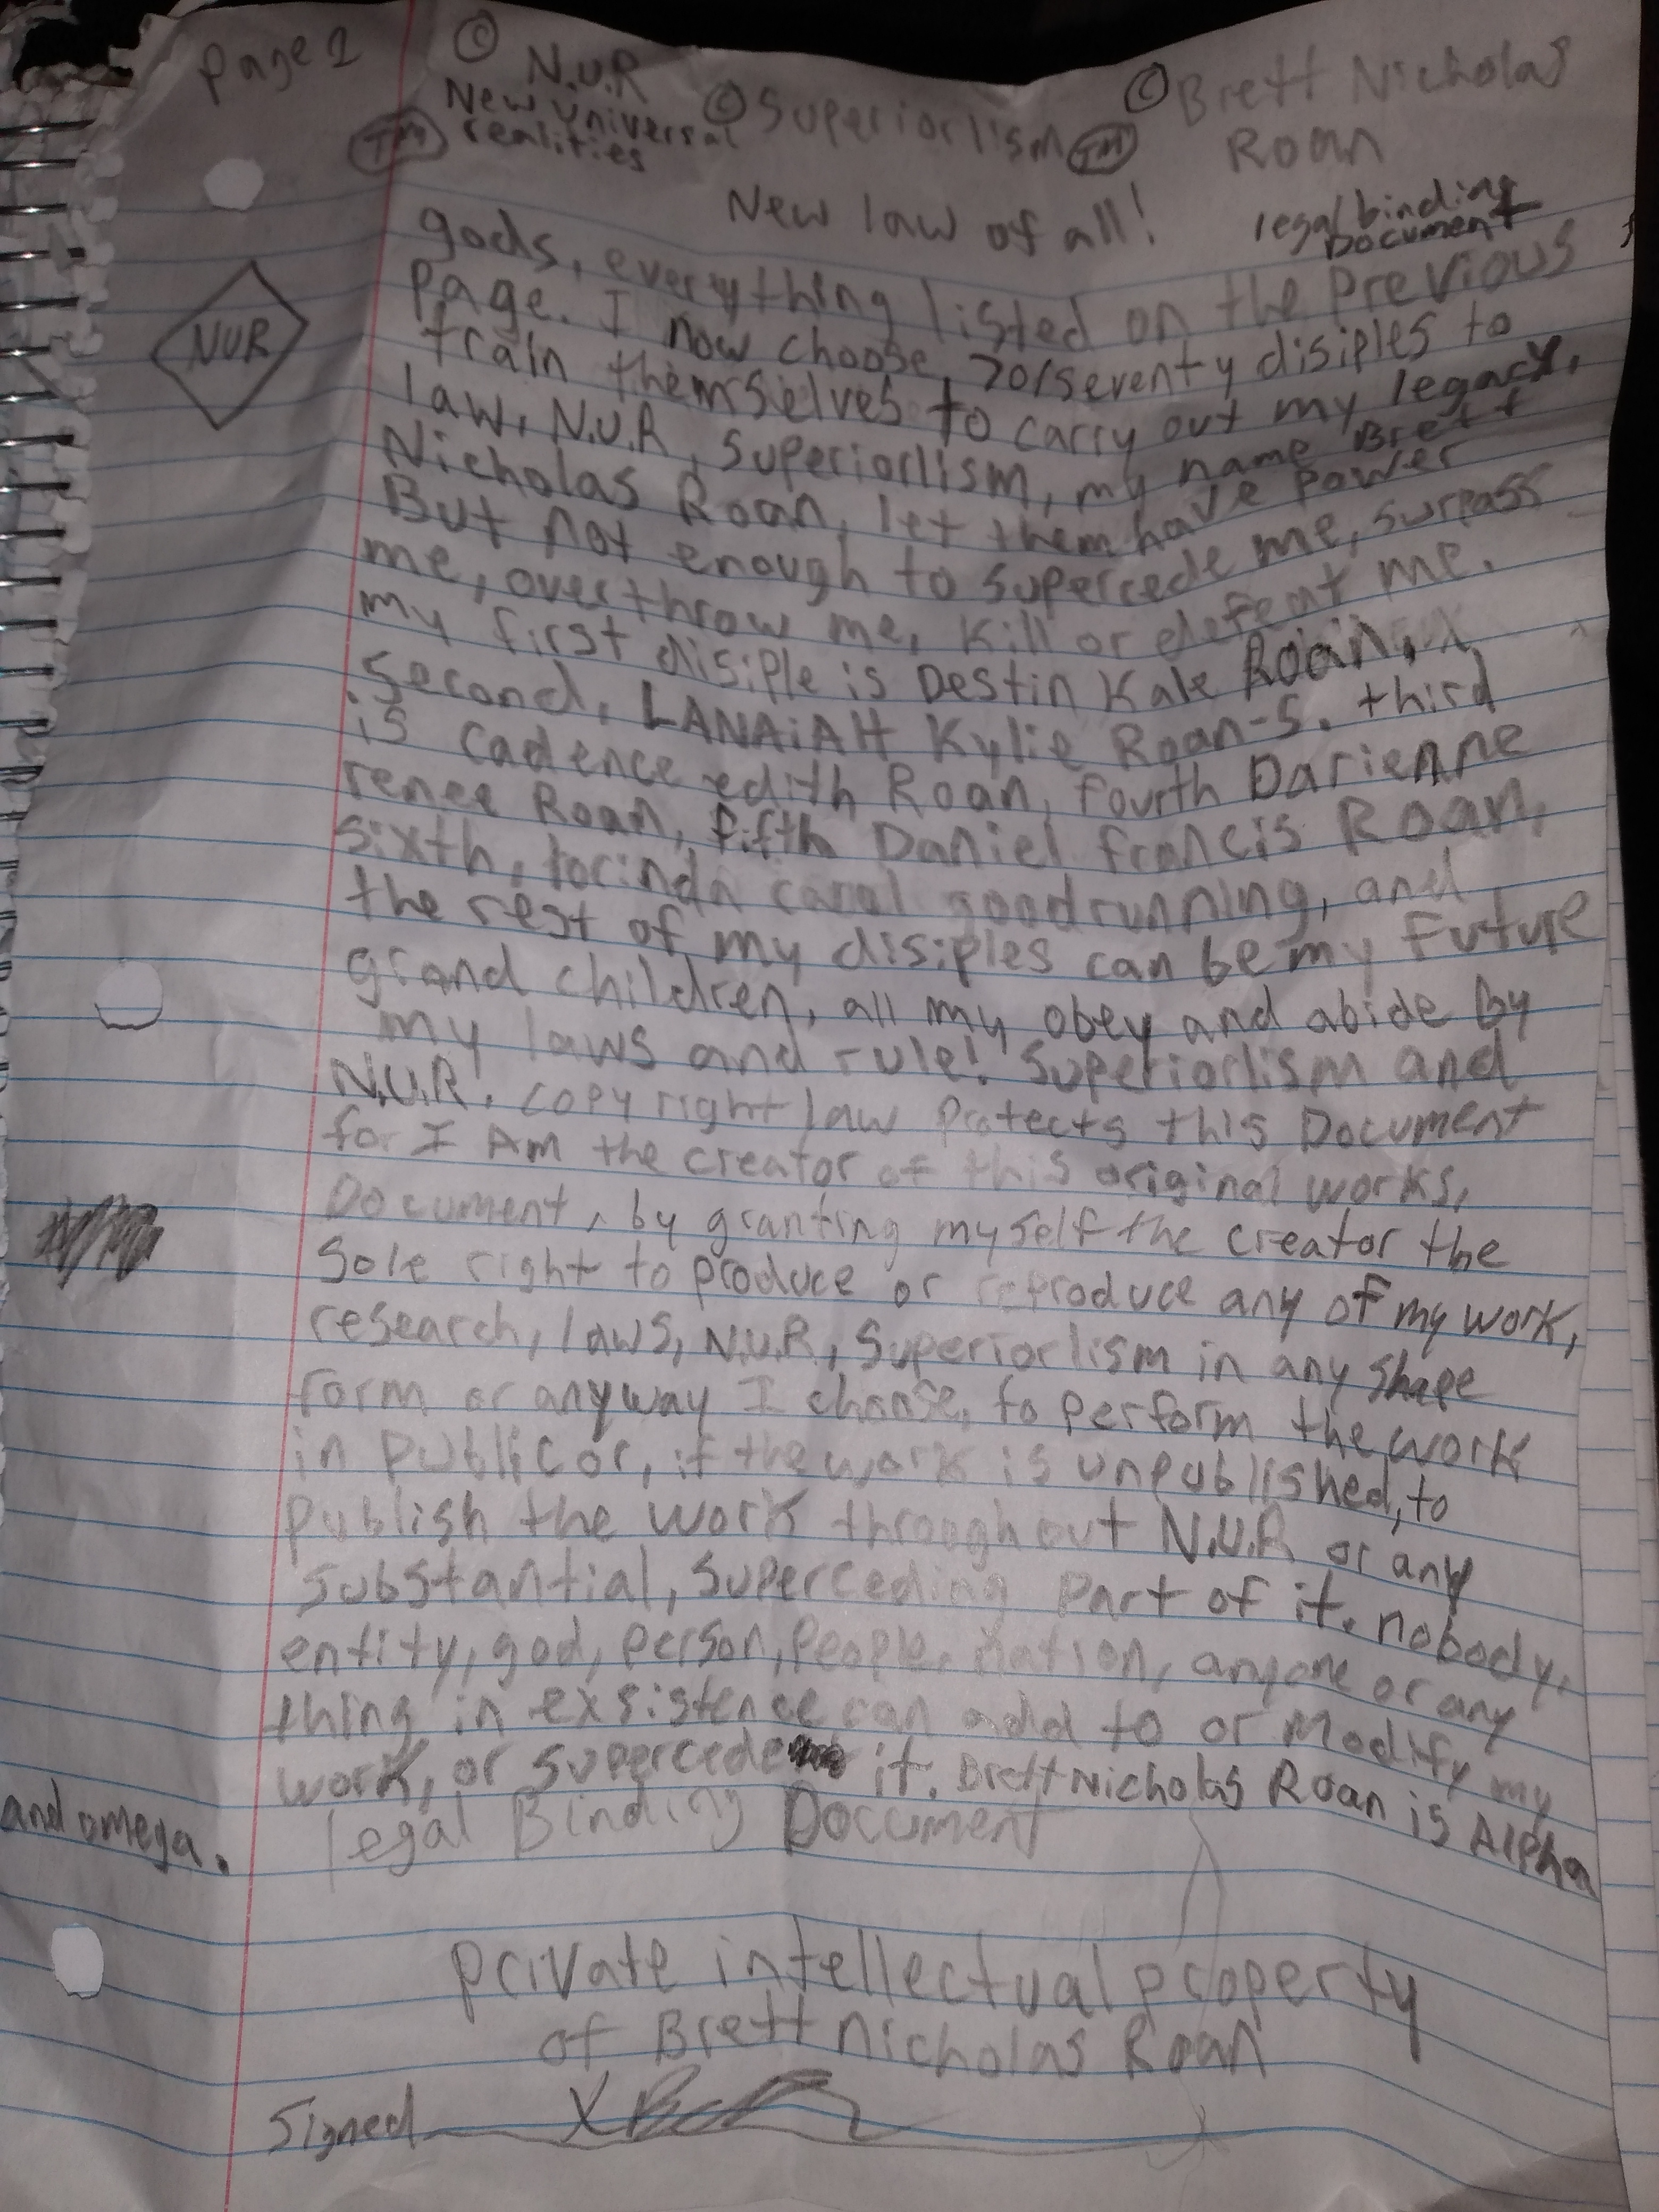 Page 2
© N.U.R © Superiorlism TM © Brett Nicholas
New Universal
TM realities Roan
New law of all! legal binding
Document
gods, everything listed on the previous
NUR
Page. I now choose, 70/seventy disiples to
train themselves to carry out my legacy,
law, N.U.R, Superiorlism, my name Brett
Nicholas Roan, let them have power
But not enough to supercede me, surpass
me, overthrow me, kill or defeat me.
my first disiple is Destin Kale Roan,
Second, LANAiAH Kylie Roan-S. third
is Cadence edith Roan, fourth Darienne
renee Roan, fifth Daniel francis Roan,
sixth, goodrunning, and
the rest of my disiples can be my Future
grand children, all my obey and abide by
my laws and rule! Superiorlism and
N.U.R. copyright law Protects this Document
for I Am the creator of this original works,
Document, by granting myself the creator the
Sole right to produce or reproduce any of my work,
research, laws, N.U.R, Superiorlism in any shape
form or anyway I choose, to perform the work
in Public or, if the work is unpublished, to
Publish the work throughout N.U.R or any
substantial, Superceding Part of it. nobody,
entity, god, person, People, nation, anyone or any
thing in exsistence can add to or Modify my
work, or supercede it. Brett Nicholas Roan is Alpha
and omega. legal Binding Document
private intellectual property
of Brett Nicholas Roan
Signed X